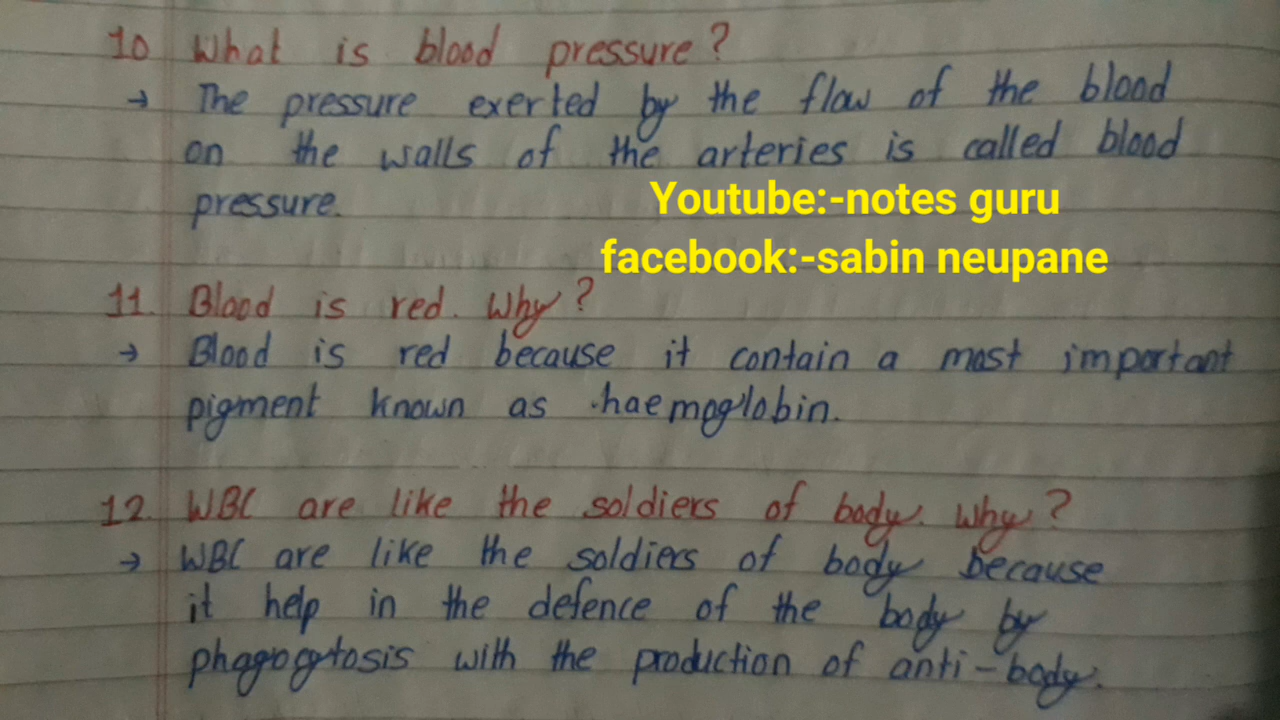 10 What is blood pressure?
→ The pressure exerted by the flow of the blood
on the walls of the arteries is called blood
pressure.
Youtube:-notes guru
facebook:-sabin neupane
11. Blood is red. Why?
→ Blood is red because it contain a most important
pigment known as haemoglobin.
12. WBC are like the soldiers of body. Why?
→ WBC are like the soldiers of body because
it help in the defence of the body by
phagocytosis with the production of anti-body.